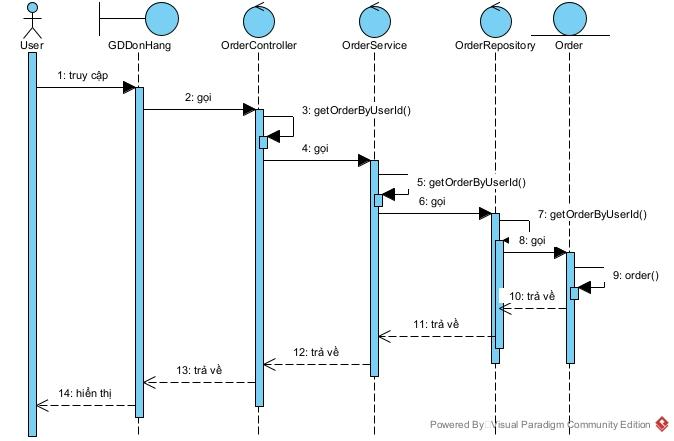 User
GDDonHang
OrderController
OrderService
OrderRepository
Order
1: truy cập
2: gọi
3: getOrderByUserId()
4: gọi
5: getOrderByUserId()
6: gọi
7: getOrderByUserId()
8: gọi
9: order()
10: trả về
11: trả về
12: trả về
13: trả về
14: hiển thị
Powered By Visual Paradigm Community Edition